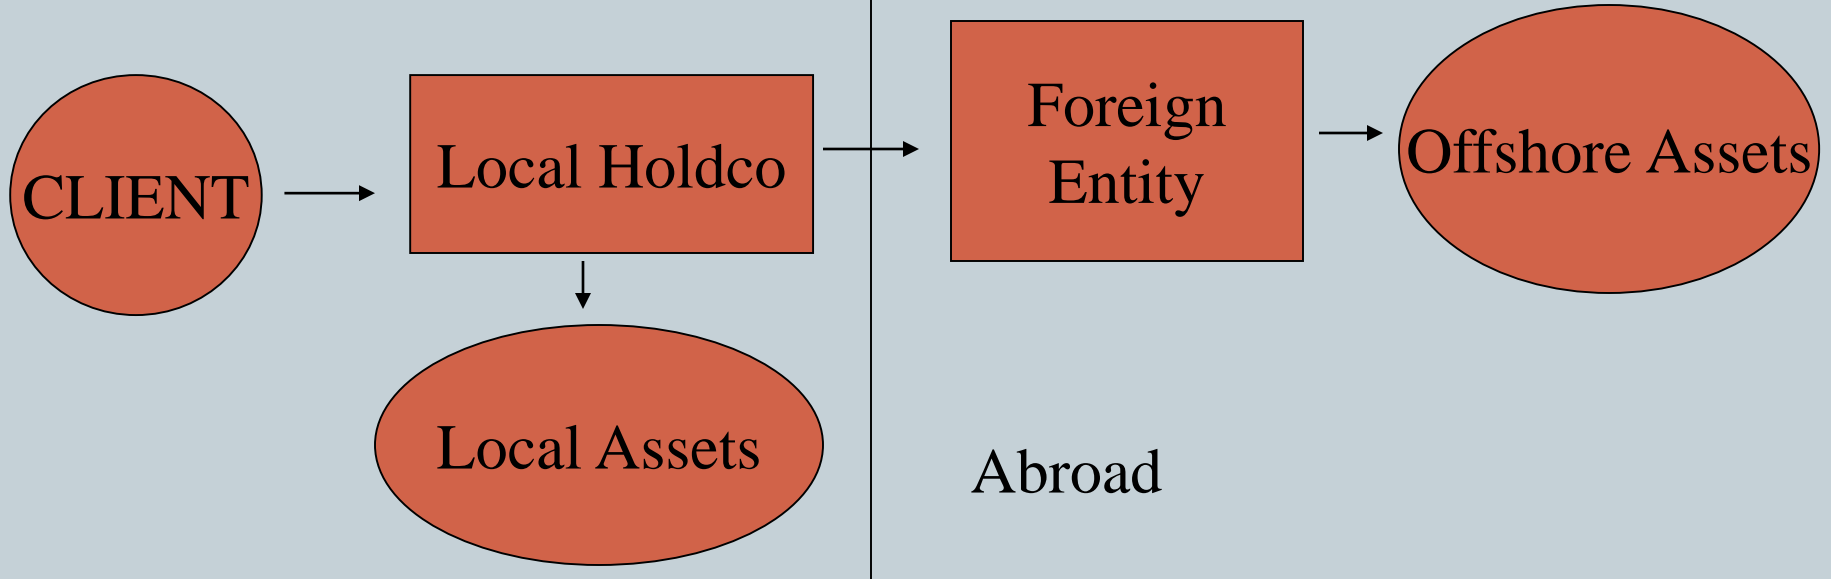 CLIENT
Local Holdco
Local Assets
Foreign
Entity
Offshore Assets
Abroad